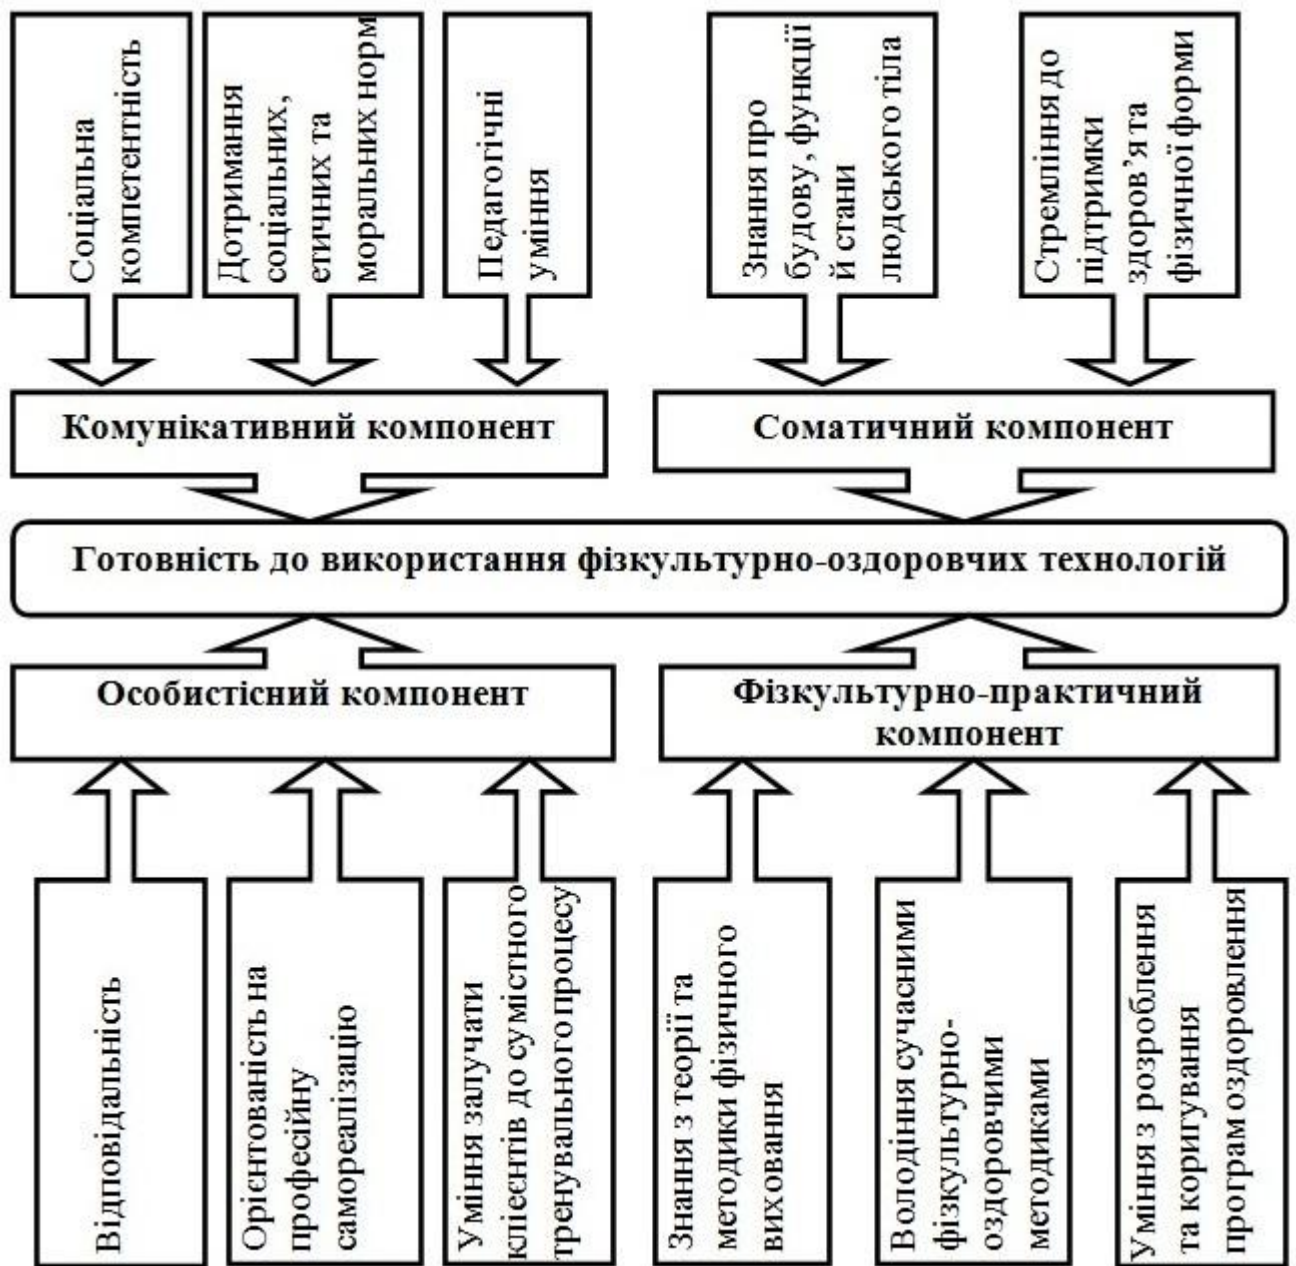 Соціальна
компетентність
Дотримання
соціальних,
етичних та
моральних норм
Педагогічні
уміння
Знання про
будову, функції
й стани
людського тіла
Стремління до
підтримки
здоров’я та
фізичної форми
Комунікативний компонент
Соматичний компонент
Готовність до використання фізкультурно-оздоровчих технологій
Особистісний компонент
Фізкультурно-практичний
компонент
Відповідальність
Орієнтованість на
професійну
самореалізацію
Уміння залучати
клієєнтів до сумістного
тренувального процесу
Знання з теорії та
методики фізичного
виховання
Володіння сучасними
фізкультурно-
оздоровчими
методиками
Уміння з розроблення
та коригування
програм оздоровлення